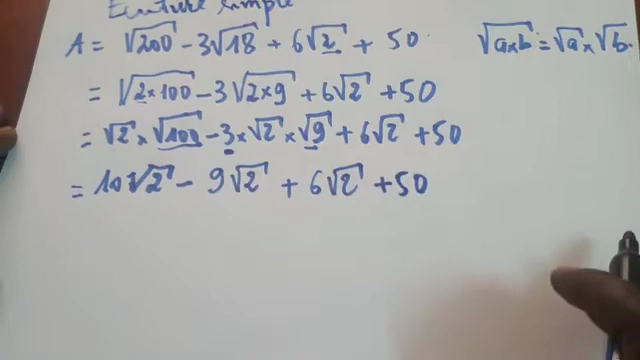 Ecriture simple
A = √200 - 3√18 + 6√2 + 50 √a×b = √a × √b.
= √2×100 - 3√2×9 + 6√2 + 50
= √2 × √100 - 3 × √2 × √9 + 6√2 + 50
= 10√2 - 9√2 + 6√2 + 50